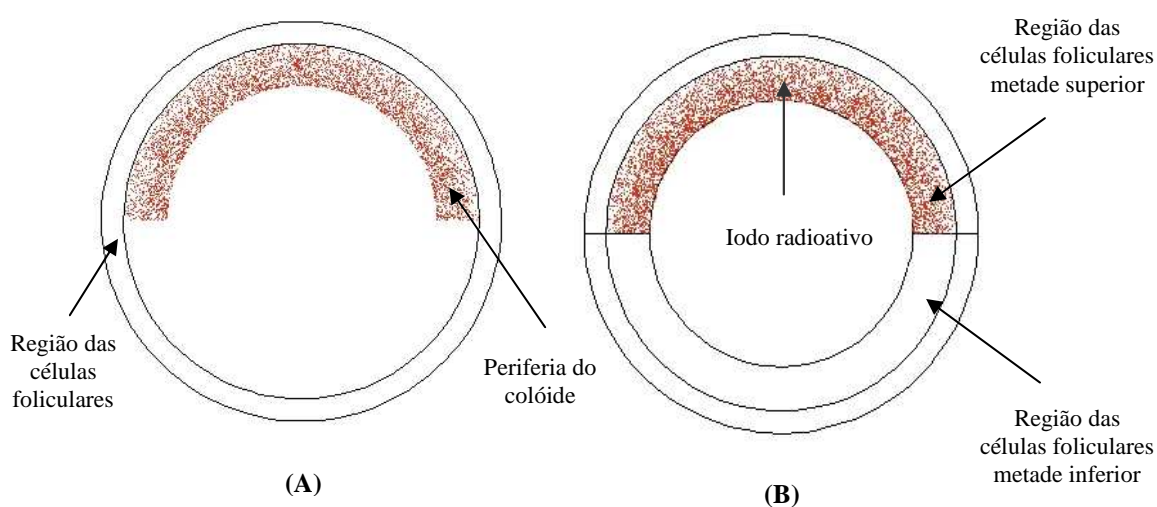 Região das
células
foliculares
Periferia do
colóide
(A)
Iodo radioativo
Região das
células foliculares
metade superior
Região das
células foliculares
metade inferior
(B)